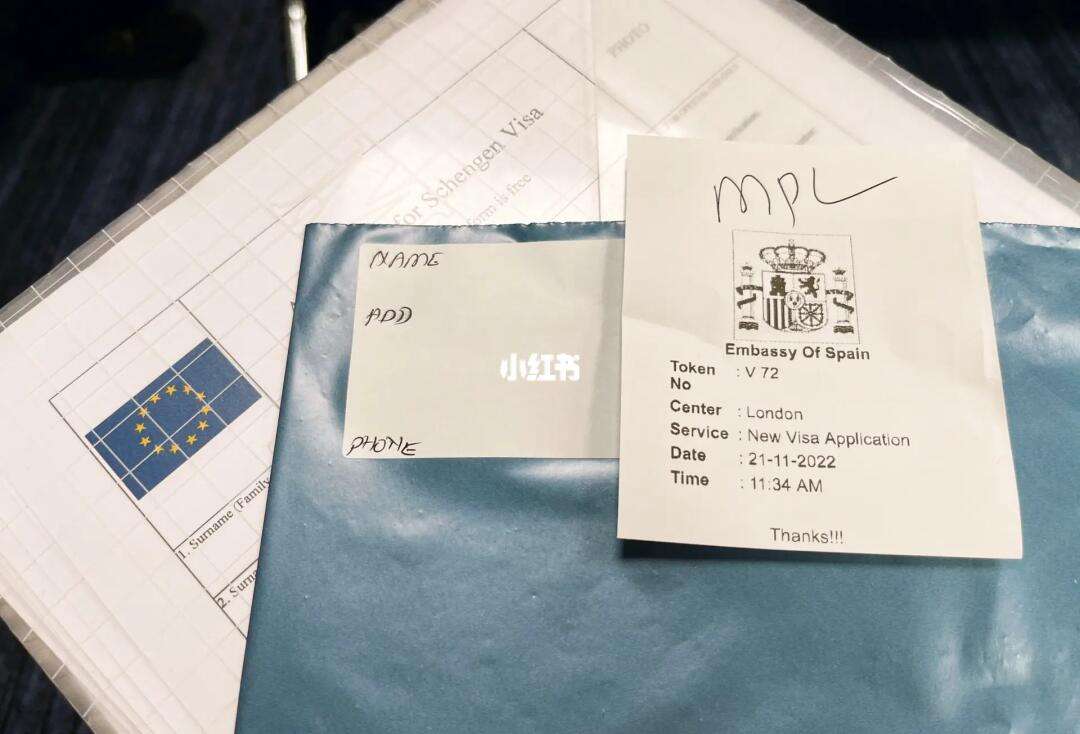 PHOTO
for Schengen Visa
form is free
MPL
NAME
ADD
小红书
PHONE
Embassy Of Spain
Token No : V 72
Center : London
Service : New Visa Application
Date : 21-11-2022
Time : 11:34 AM
Thanks!!!
1. Surname (Family
2. Surna